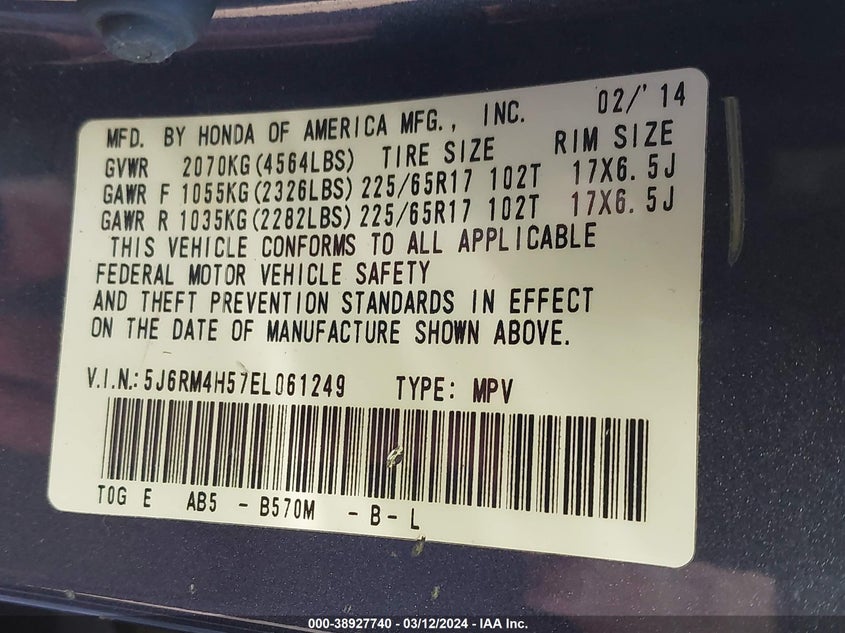 MFD. BY HONDA OF AMERICA MFG., INC. 02/'14
GVWR 2070KG(4564LBS) TIRE SIZE RIM SIZE
GAWR F 1055KG(2326LBS) 225/65R17 102T 17X6.5J
GAWR R 1035KG(2282LBS) 225/65R17 102T 17X6.5J
THIS VEHICLE CONFORMS TO ALL APPLICABLE
FEDERAL MOTOR VEHICLE SAFETY
AND THEFT PREVENTION STANDARDS IN EFFECT
ON THE DATE OF MANUFACTURE SHOWN ABOVE.
V.I.N.: 5J6RM4H57EL061249 TYPE: MPV
TOG E AB5 - B570M - B - L
000-38927740 - 03/12/2024 - IAA Inc.